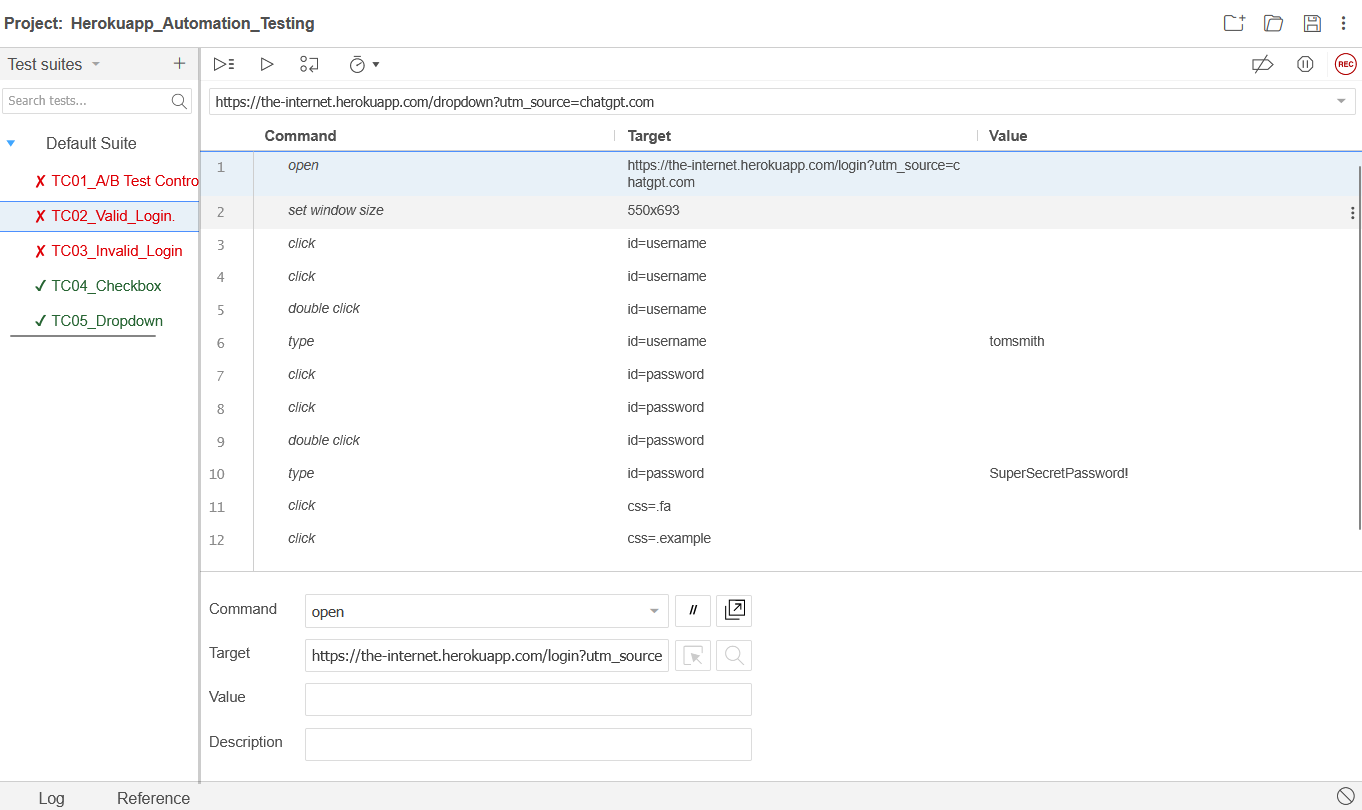 Project: Herokuapp_Automation_Testing
Test suites
+
Search tests...
Default Suite
✗ TC01_A/B Test Contro
✗ TC02_Valid_Login.
✗ TC03_Invalid_Login
✓ TC04_Checkbox
✓ TC05_Dropdown
REC
https://the-internet.herokuapp.com/dropdown?utm_source=chatgpt.com
Command Target Value
1 open https://the-internet.herokuapp.com/login?utm_source=c
hatgpt.com
2 set window size 550x693
3 click id=username
4 click id=username
5 double click id=username
6 type id=username tomsmith
7 click id=password
8 click id=password
9 double click id=password
10 type id=password SuperSecretPassword!
11 click css=.fa
12 click css=.example
Command open //
Target https://the-internet.herokuapp.com/login?utm_source
Value
Description
Log Reference